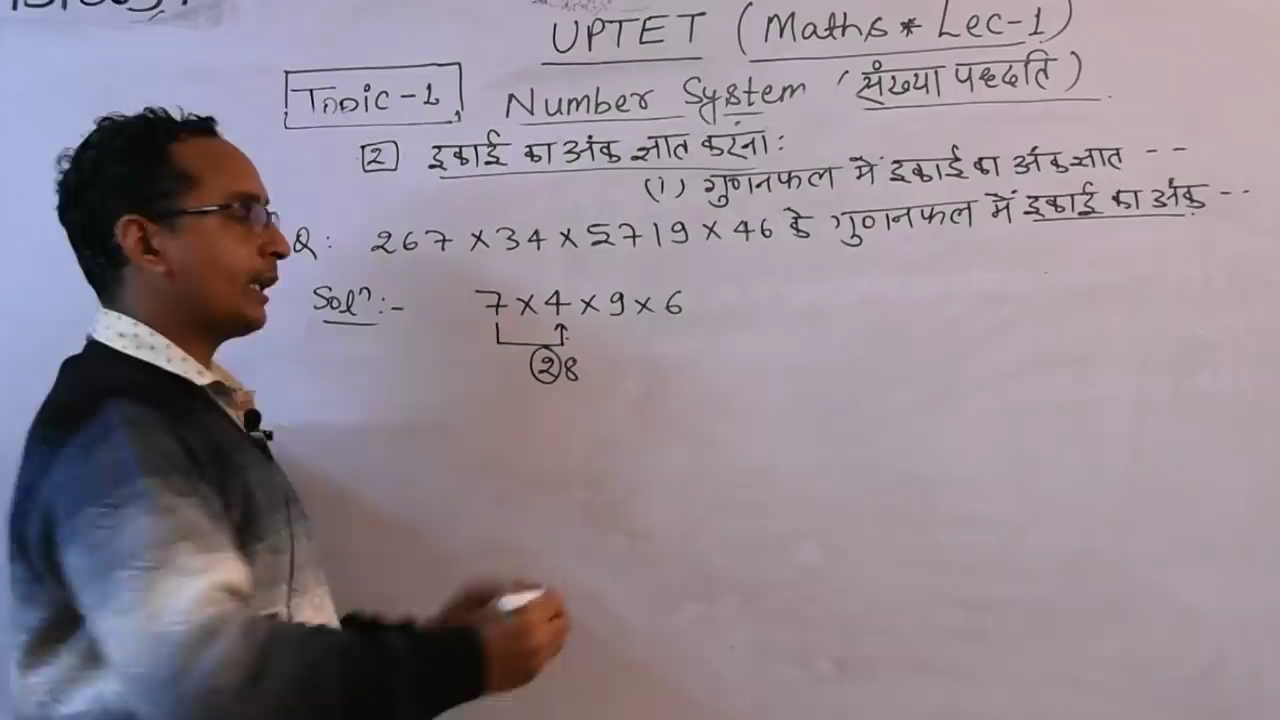 UPTET (Maths * Lec-1)
Topic-1 Number System (संख्या पद्धति)
2 इकाई का अंक ज्ञात करना:
(i) गुणनफल में इकाई का अंक ज्ञात --
Q: 267 × 34 × 5719 × 46 के गुणनफल में इकाई का अंक --
Solⁿ:- 7 × 4 × 9 × 6
28